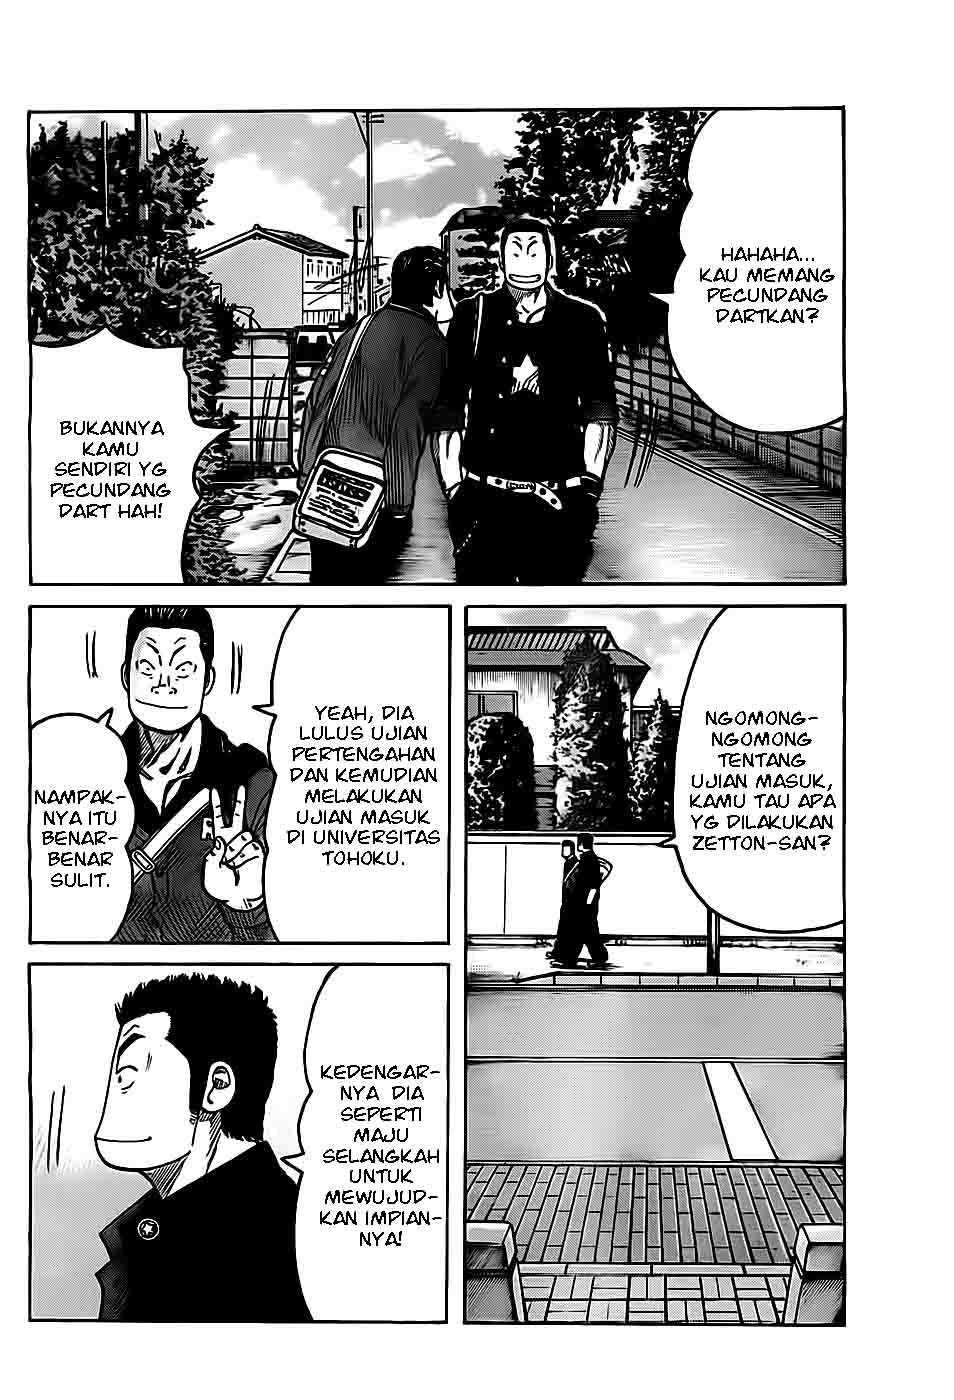 HAHAHA...
KAU MEMANG
PECUNDANG
DARTKAN?
BUKANNYA
KAMU
SENDIRI YG
PECUNDANG
DART HAH!
NGOMONG-
NGOMONG
TENTANG
UJIAN MASUK,
KAMU TAU APA
YG DILAKUKAN
ZETTON-SAN?
YEAH, DIA
LULUS UJIAN
PERTENGAHAN
DAN KEMUDIAN
MELAKUKAN
UJIAN MASUK
DI UNIVERSITAS
TOHOKU.
NAMPAK-
NYA ITU
BENAR-
BENAR
SULIT.
KEDENGAR-
NYA DIA
SEPERTI
MAJU
SELANGKAH
UNTUK
MEWUJUD-
KAN IMPIAN-
NYA!